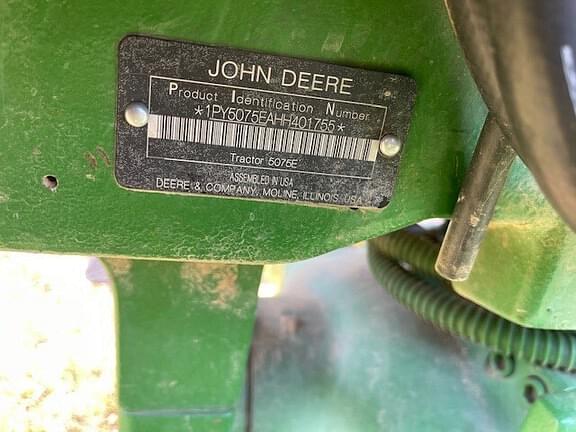 JOHN DEERE
Product Identification Number
*1PY5075EAHH401755*
Tractor 5075E
ASSEMBLED IN USA
DEERE & COMPANY, MOLINE, ILLINOIS, USA